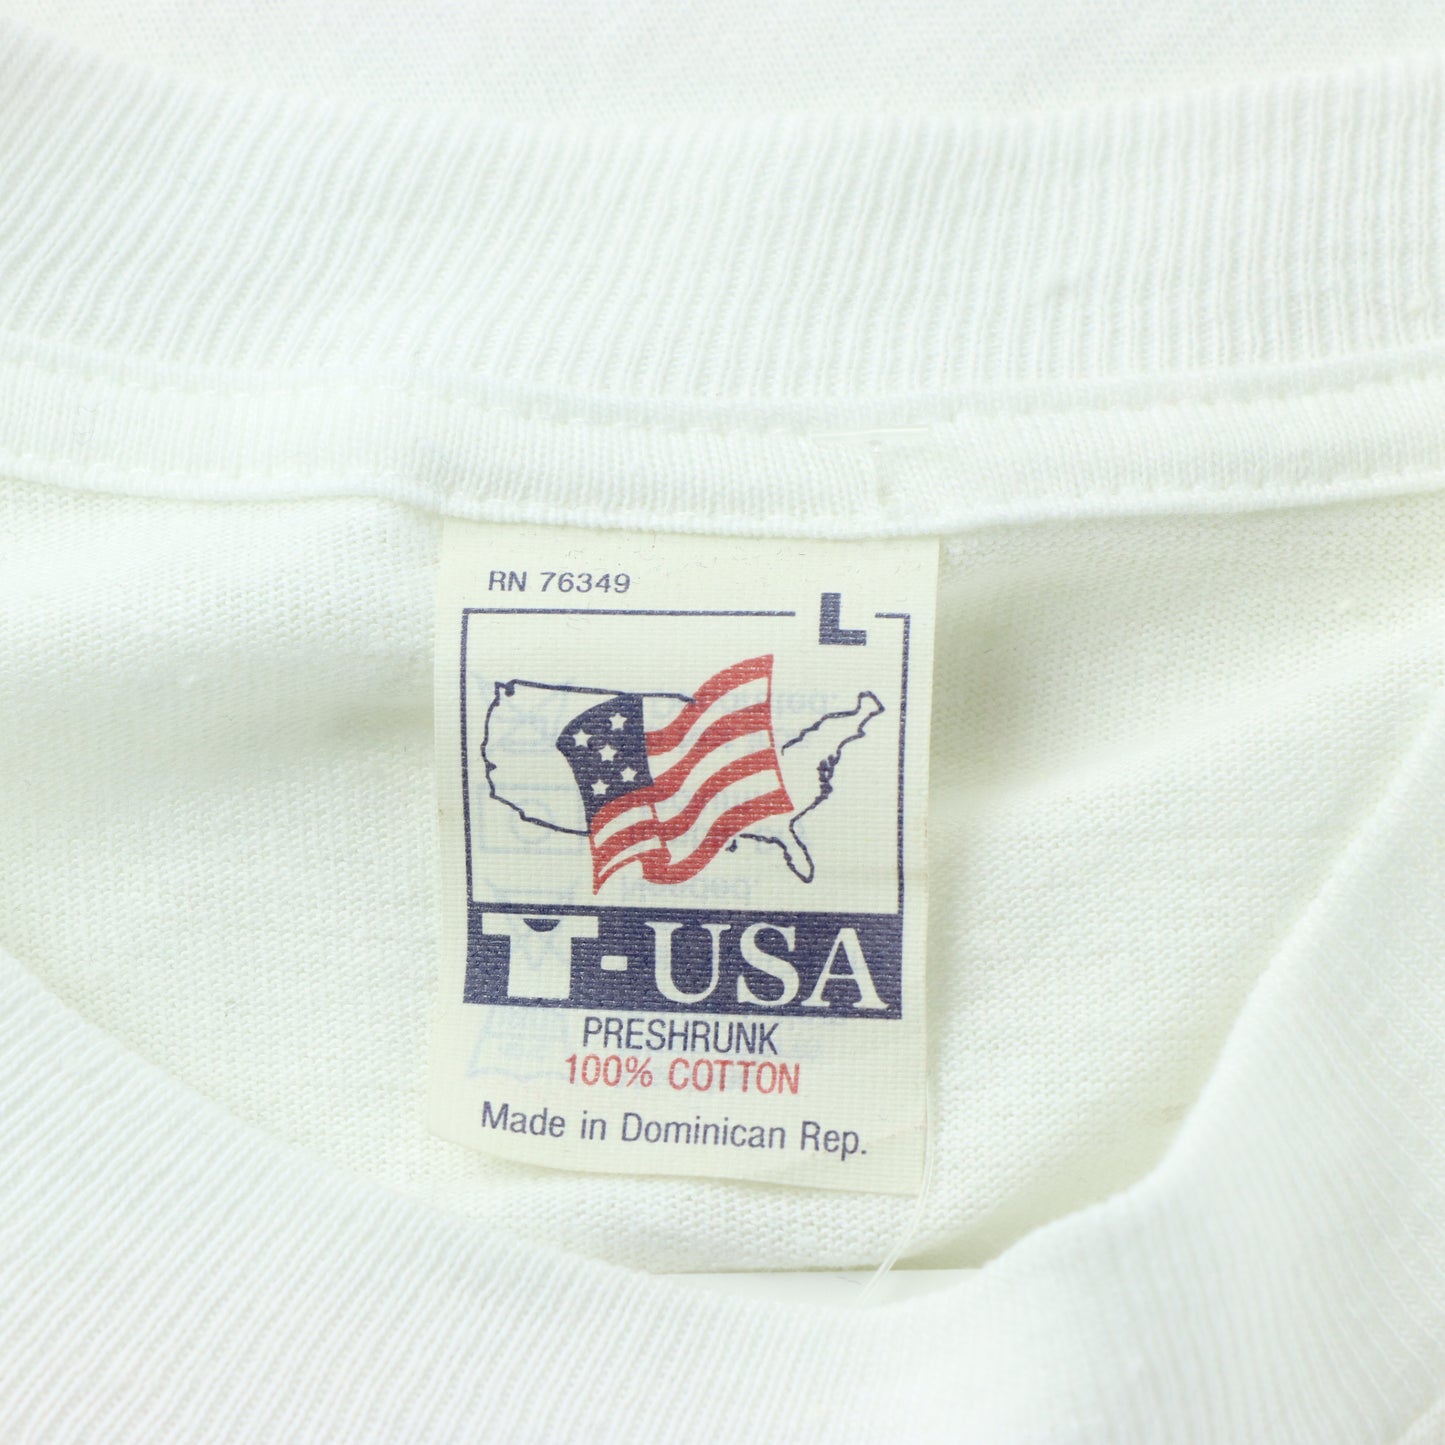 RN 76349
L
T-USA
PRESHRUNK
100% COTTON
Made in Dominican Rep.